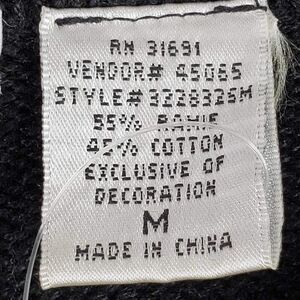 RN 31691
VENDOR# 45065
STYLE# 3228326M
55% RAMIE
45% COTTON
EXCLUSIVE OF
DECORATION
M
MADE IN CHINA